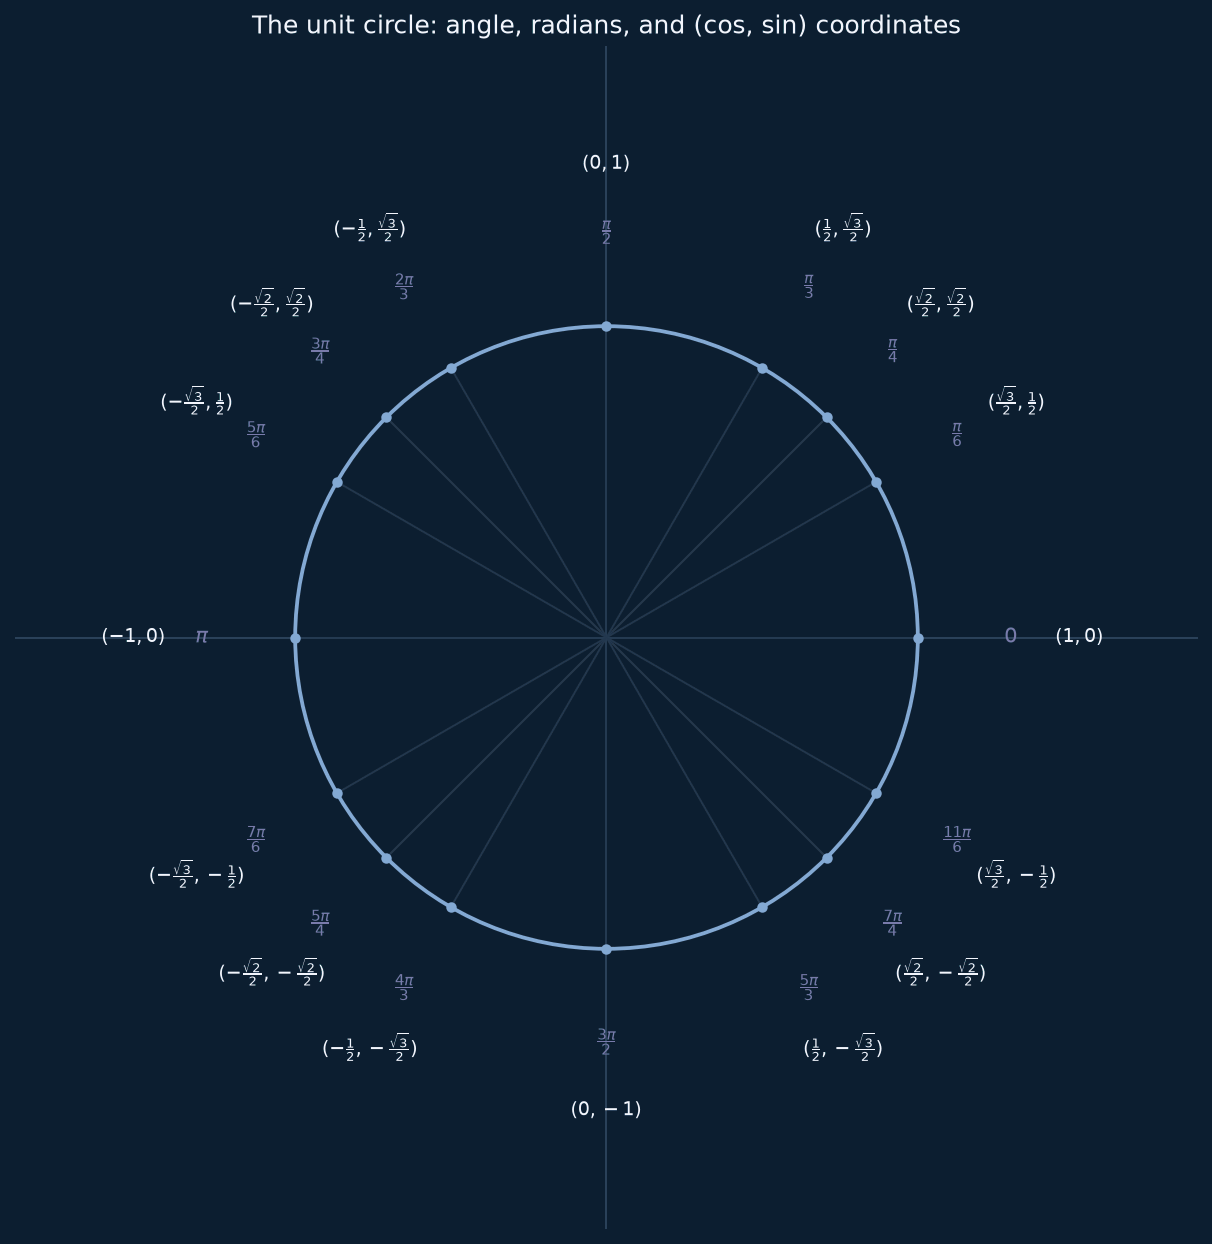 The unit circle: angle, radians, and (cos, sin) coordinates
(0, 1)
(−1/2, √3/2)
π/2
(1/2, √3/2)
2π/3
π/3
(−√2/2, √2/2)
(√2/2, √2/2)
3π/4
π/4
(−√3/2, 1/2)
(√3/2, 1/2)
5π/6
π/6
(−1, 0) π
0 (1, 0)
7π/6
11π/6
(−√3/2, −1/2)
(√3/2, −1/2)
5π/4
7π/4
(−√2/2, −√2/2)
(√2/2, −√2/2)
4π/3
5π/3
(−1/2, −√3/2)
3π/2
(1/2, −√3/2)
(0, −1)